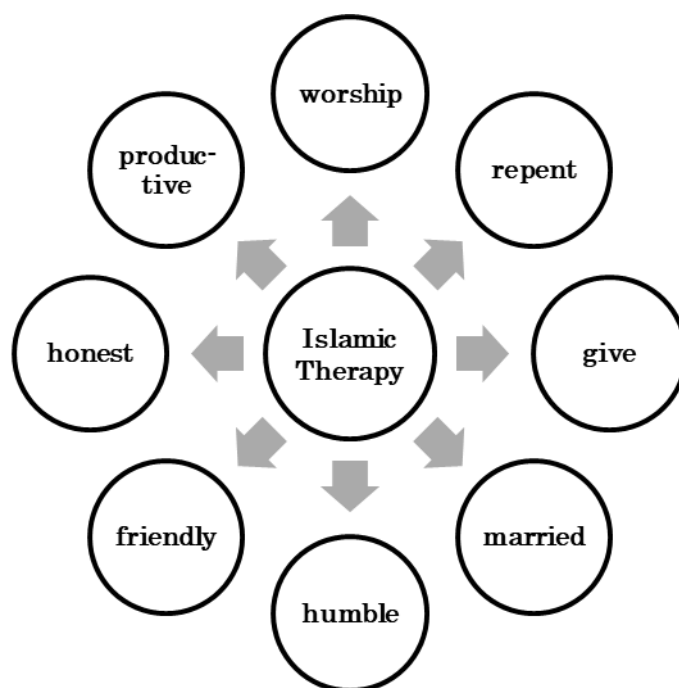 worship
repent
give
married
humble
friendly
honest
produc-
tive
Islamic
Therapy